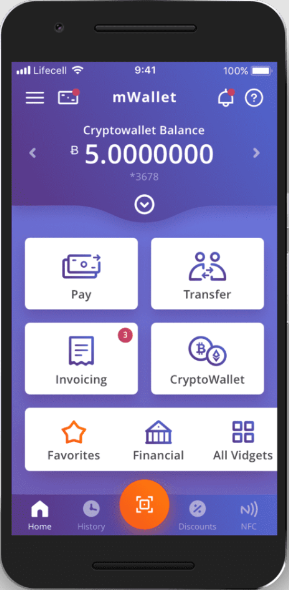 Lifecell 9:41 100%
mWallet
Cryptowallet Balance
B 5.0000000
*3678
Pay Transfer
3
Invoicing CryptoWallet
Favorites Financial All Vidgets
Home History Discounts NFC